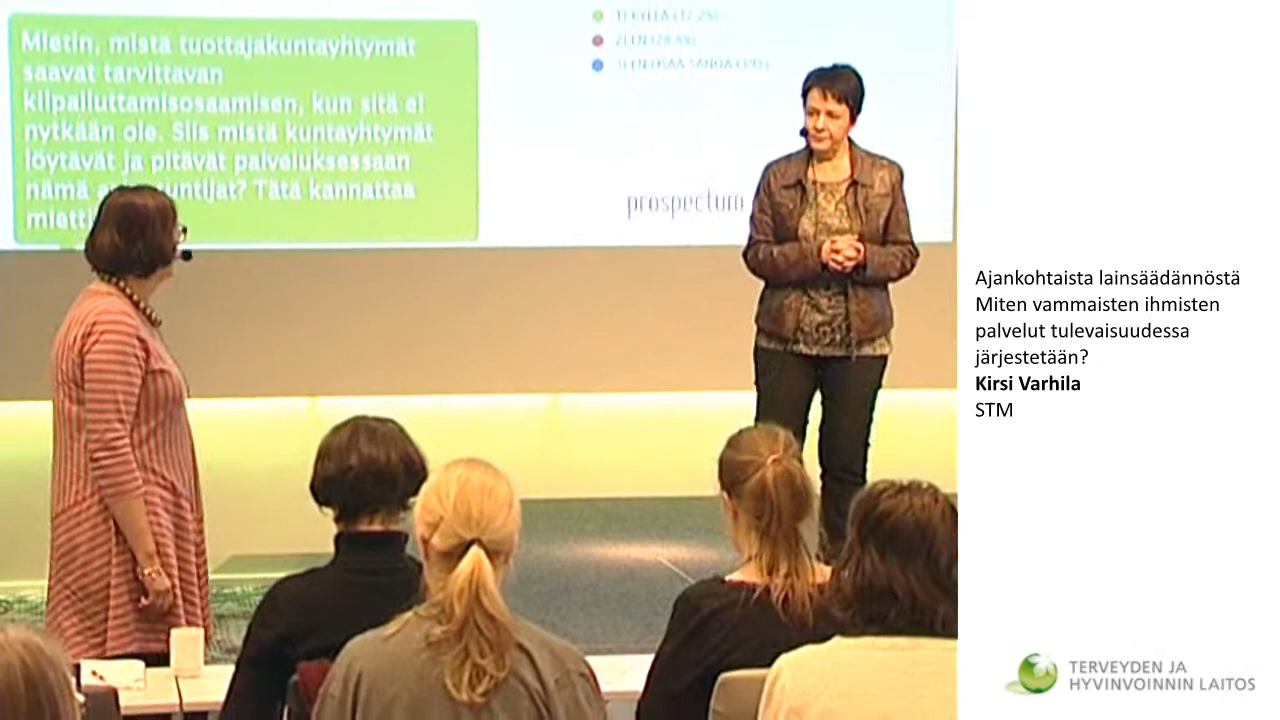 Mietin, mistä tuottajakuntayhtymät
saavat tarvittavan
kilpailuttamisosaamisen, kun sitä ei
nytkään ole. Siis mistä kuntayhtymät
löytävät ja pitävät palveluksessaan
nämä
Tätä kannattaa
prospectum
Ajankohtaista lainsäädännöstä
Miten vammaisten ihmisten
palvelut tulevaisuudessa
järjestetään?
Kirsi Varhila
STM
TERVEYDEN JA
HYVINVOINNIN LAITOS